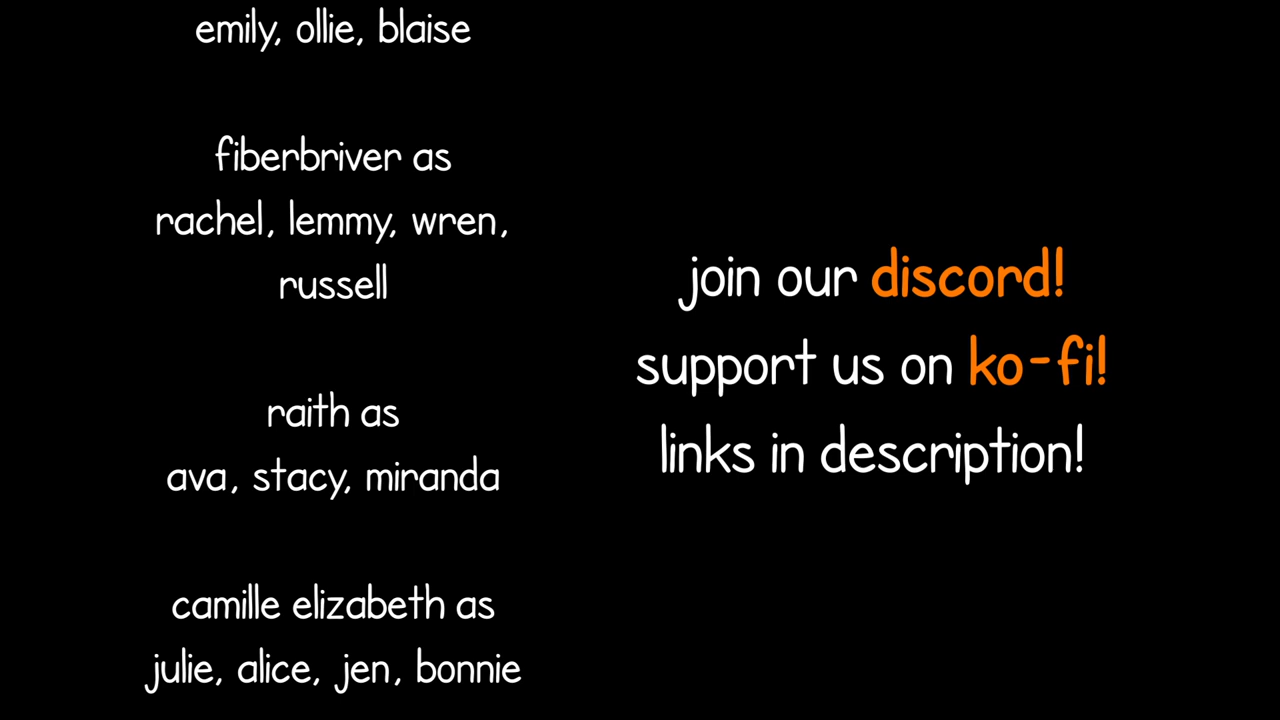 emily, ollie, blaise
fiberbriver as
rachel, lemmy, wren,
russell
raith as
ava, stacy, miranda
camille elizabeth as
julie, alice, jen, bonnie
join our discord!
support us on ko-fi!
links in description!